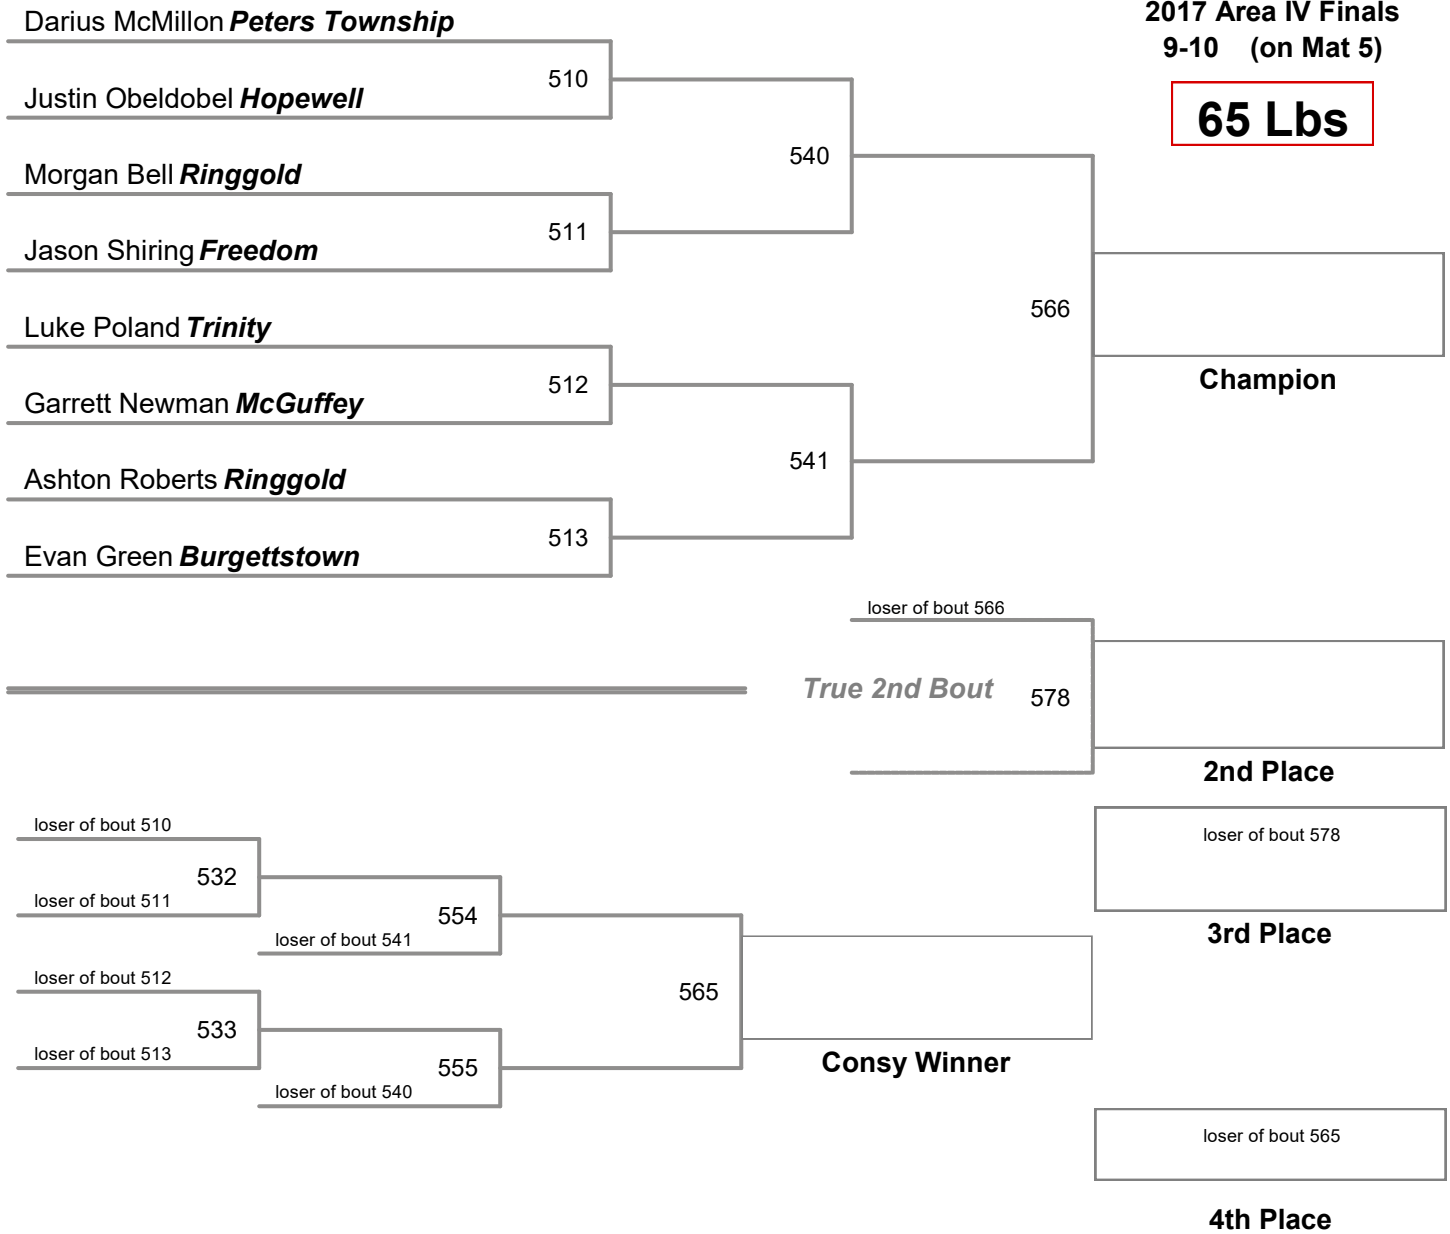 2017 Area IV Finals
9-10 (on Mat 5)
65 Lbs
Darius McMillon Peters Township
510
Justin Obeldobel Hopewell
540
Morgan Bell Ringgold
511
Jason Shiring Freedom
566
Champion
Luke Poland Trinity
512
Garrett Newman McGuffey
541
Ashton Roberts Ringgold
513
Evan Green Burgettstown
loser of bout 566
True 2nd Bout 578
2nd Place
loser of bout 510
532
loser of bout 511
554
loser of bout 541
loser of bout 512
533
loser of bout 513
555
loser of bout 540
565
Consy Winner
loser of bout 578
3rd Place
loser of bout 565
4th Place